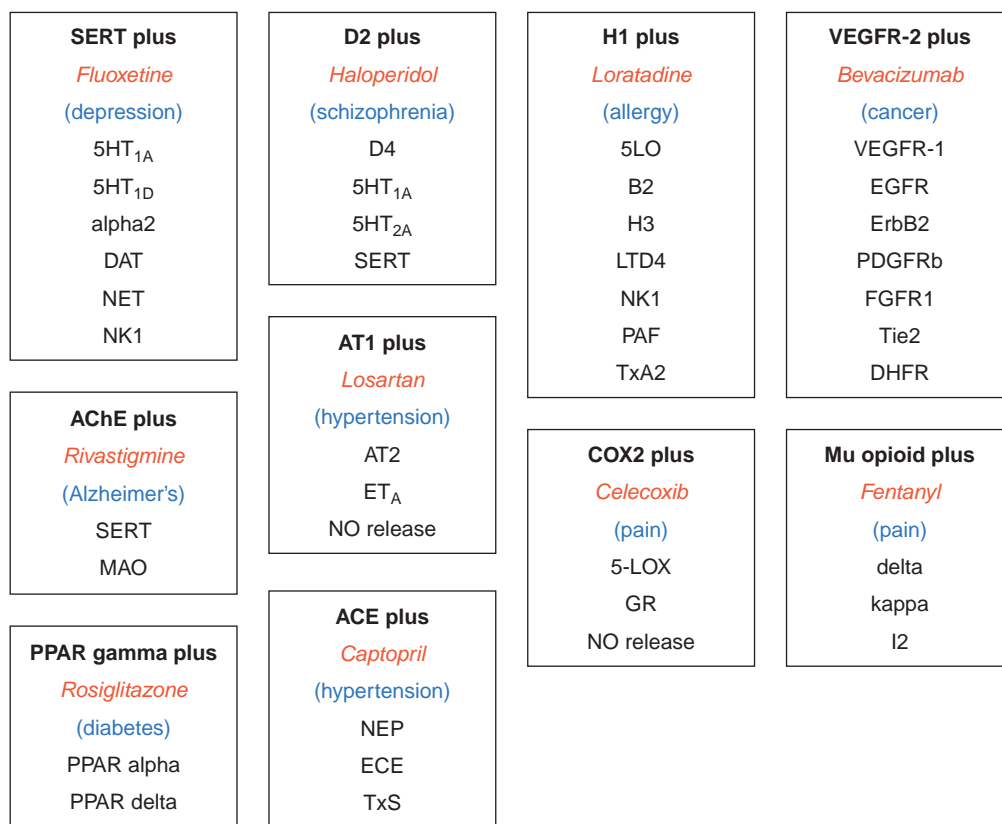 SERT plus
Fluoxetine
(depression)
5HT1A
5HT1D
alpha2
DAT
NET
NK1
AChE plus
Rivastigmine
(Alzheimer's)
SERT
MAO
PPAR gamma plus
Rosiglitazone
(diabetes)
PPAR alpha
PPAR delta
D2 plus
Haloperidol
(schizophrenia)
D4
5HT1A
5HT2A
SERT
AT1 plus
Losartan
(hypertension)
AT2
ETA
NO release
ACE plus
Captopril
(hypertension)
NEP
ECE
TxS
H1 plus
Loratadine
(allergy)
5LO
B2
H3
LTD4
NK1
PAF
TxA2
COX2 plus
Celecoxib
(pain)
5-LOX
GR
NO release
VEGFR-2 plus
Bevacizumab
(cancer)
VEGFR-1
EGFR
ErbB2
PDGFRb
FGFR1
Tie2
DHFR
Mu opioid plus
Fentanyl
(pain)
delta
kappa
I2